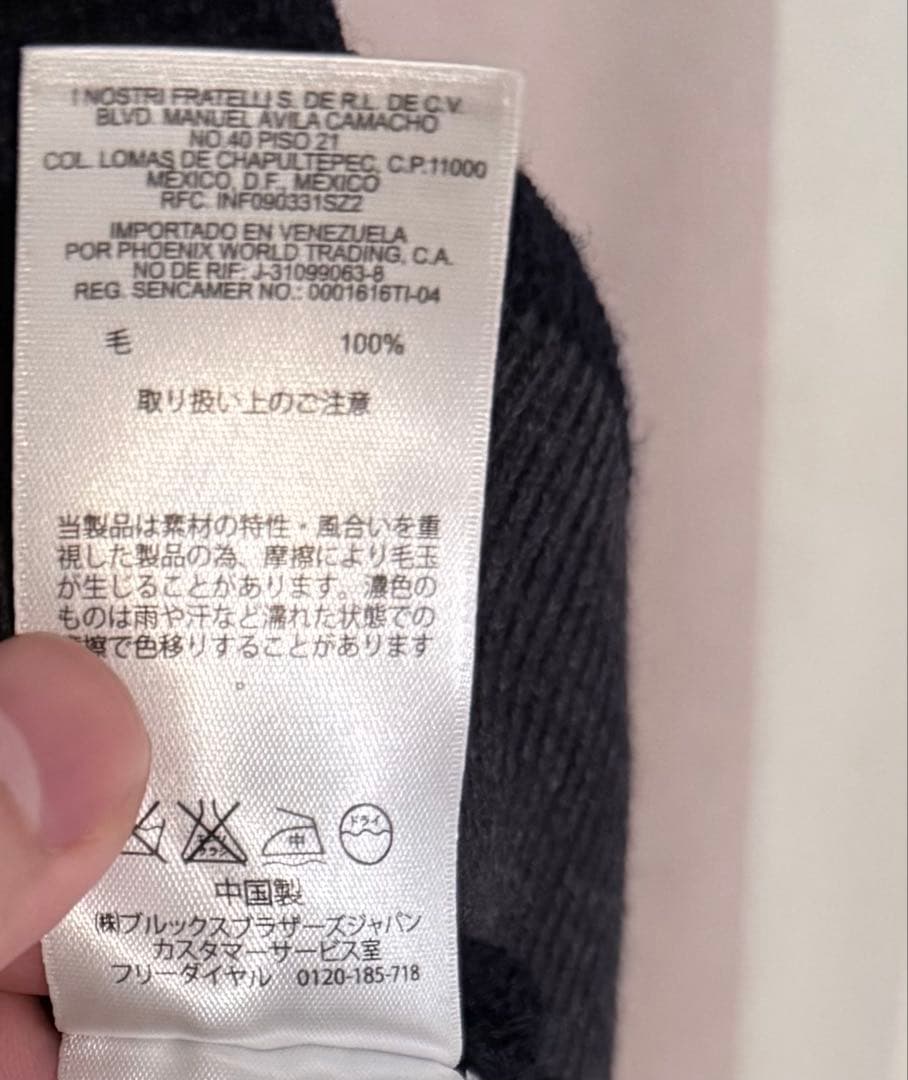 I NOSTRI FRATELLI S. DE R.L. DE C.V.
BLVD. MANUEL AVILA CAMACHO
NO.40 PISO 21
COL. LOMAS DE CHAPULTEPEC, C.P.11000
MEXICO, D.F., MEXICO
RFC. INF090331SZ2
IMPORTADO EN VENEZUELA
POR PHOENIX WORLD TRADING, C.A.
NO DE RIF: J-31099063-8
REG. SENCAMER NO.: 0001616TI-04
毛 100%
取り扱い上のご注意
当製品は素材の特性・風合いを重
視した製品の為、摩擦により毛玉
が生じることがあります。濃色の
ものは雨や汗など濡れた状態での
擦で色移りすることがあります
。
中 ドライ
中国製
㈱ブルックスブラザーズジャパン
カスタマーサービス室
フリーダイヤル 0120-185-718